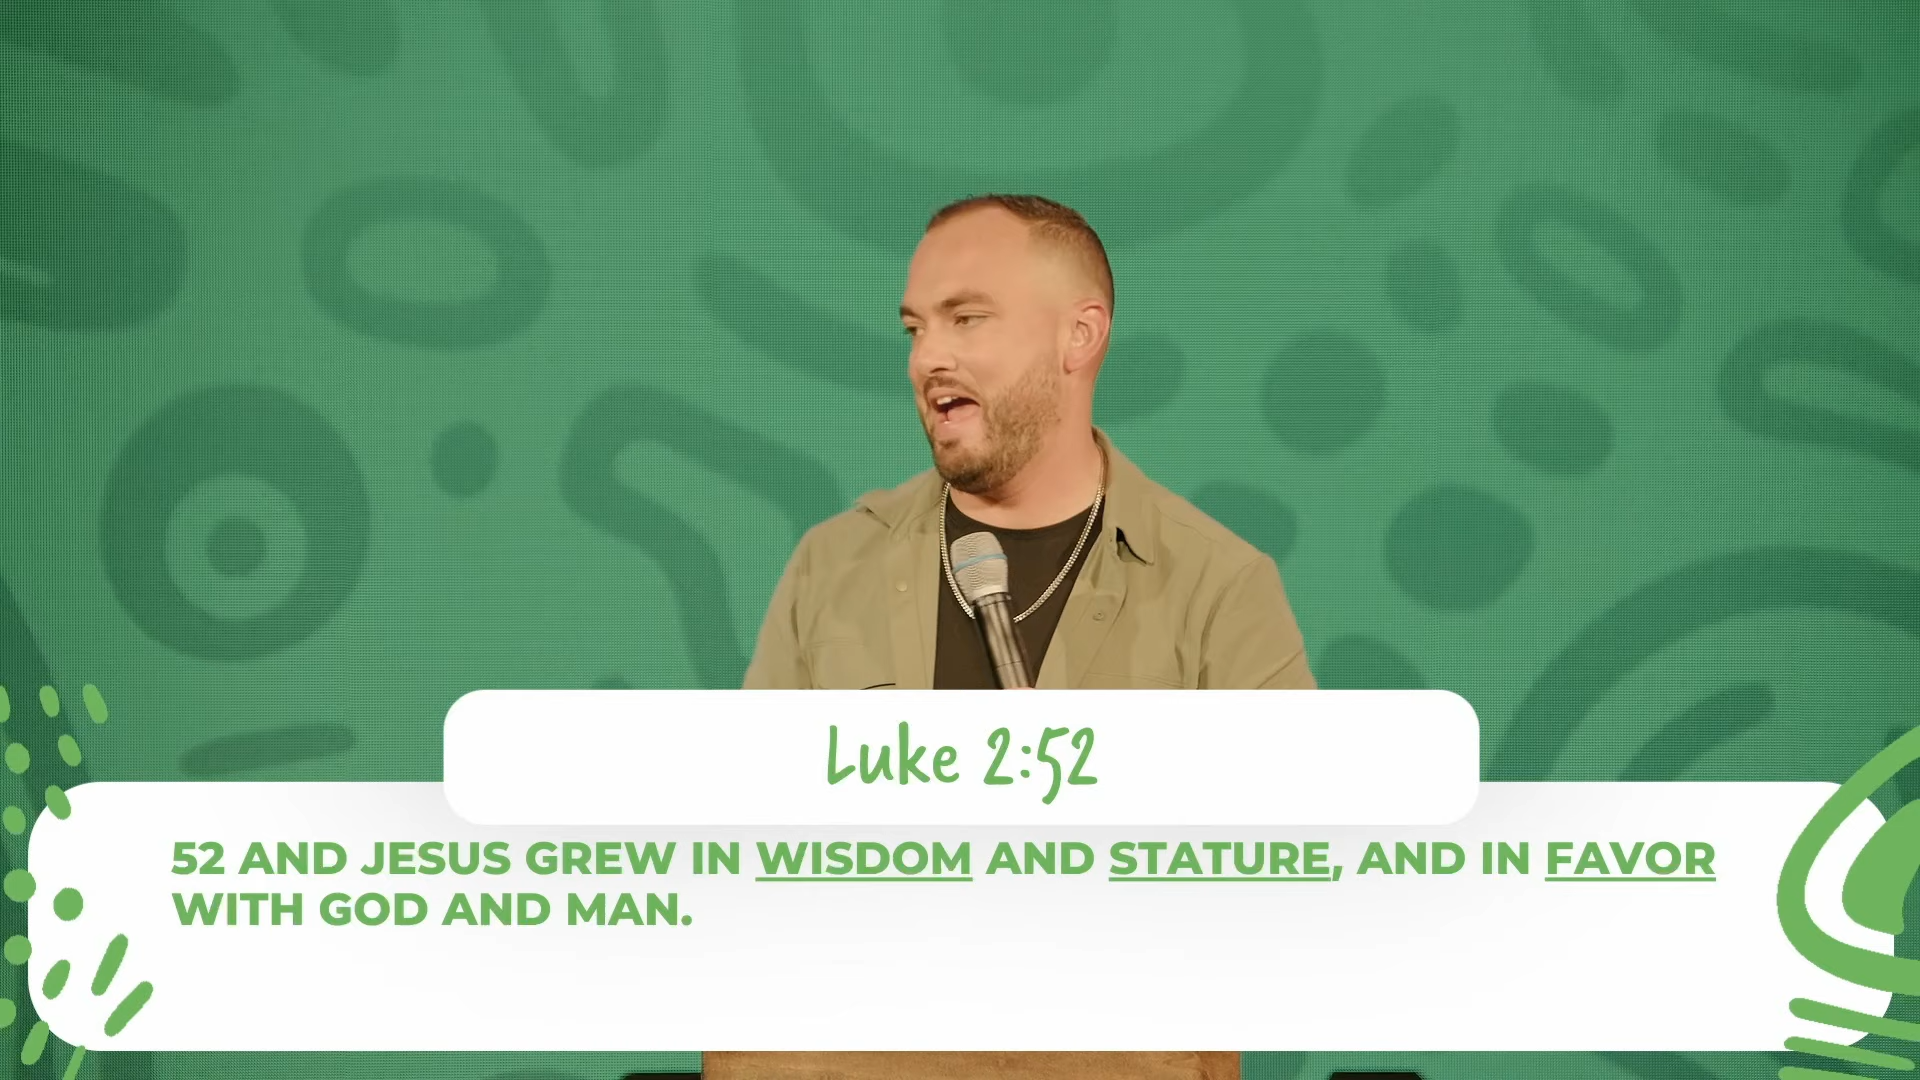 Luke 2:52
52 AND JESUS GREW IN WISDOM AND STATURE, AND IN FAVOR
WITH GOD AND MAN.